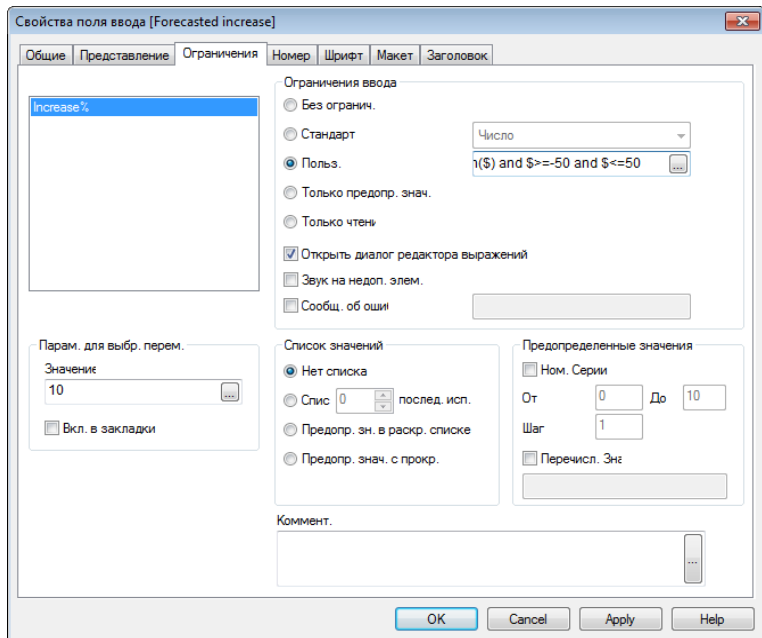 Свойства поля ввода [Forecasted increase]
Общие Представление Ограничения Номер Шрифт Макет Заголовок
Increase%
Ограничения ввода
Без огранич.
Стандарт Число
Польз. ı($) and $>=-50 and $<=50 ...
Только предопр. знач.
Только чтени
Открыть диалог редактора выражений
Звук на недоп. элем.
Сообщ. об оши
Парам. для выбр. перем.
Значение
10 ...
Вкл. в закладки
Список значений
Нет списка
Спис 0 послед. исп.
Предопр. зн. в раскр. списке
Предопр. знач. с прокр.
Предопределенные значения
Ном. Серии
От 0 До 10
Шаг 1
Перечисл. Зна
Коммент.
...
OK Cancel Apply Help